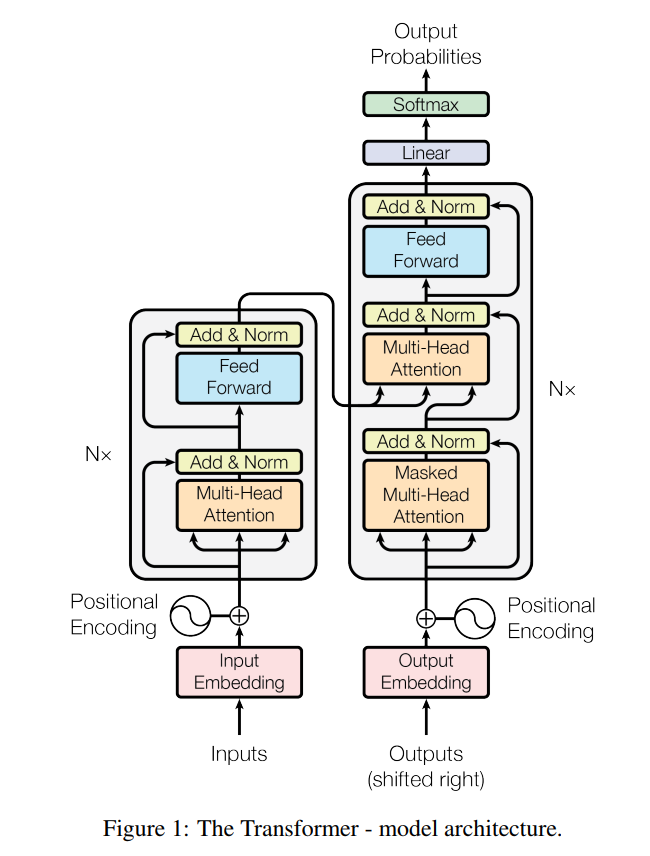 Output
Probabilities
Softmax
Linear
Add & Norm
Feed
Forward
Add & Norm
Multi-Head
Attention
Add & Norm
Masked
Multi-Head
Attention
N×
Add & Norm
Feed
Forward
Add & Norm
Multi-Head
Attention
N×
Positional
Encoding
Positional
Encoding
Input
Embedding
Output
Embedding
Inputs
Outputs
(shifted right)
Figure 1: The Transformer - model architecture.